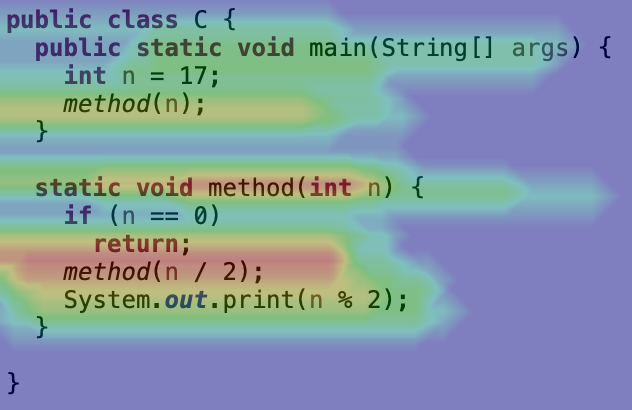 public class C {
  public static void main(String[] args) {
    int n = 17;
    method(n);
  }

  static void method(int n) {
    if (n == 0)
      return;
    method(n / 2);
    System.out.print(n % 2);
  }

}